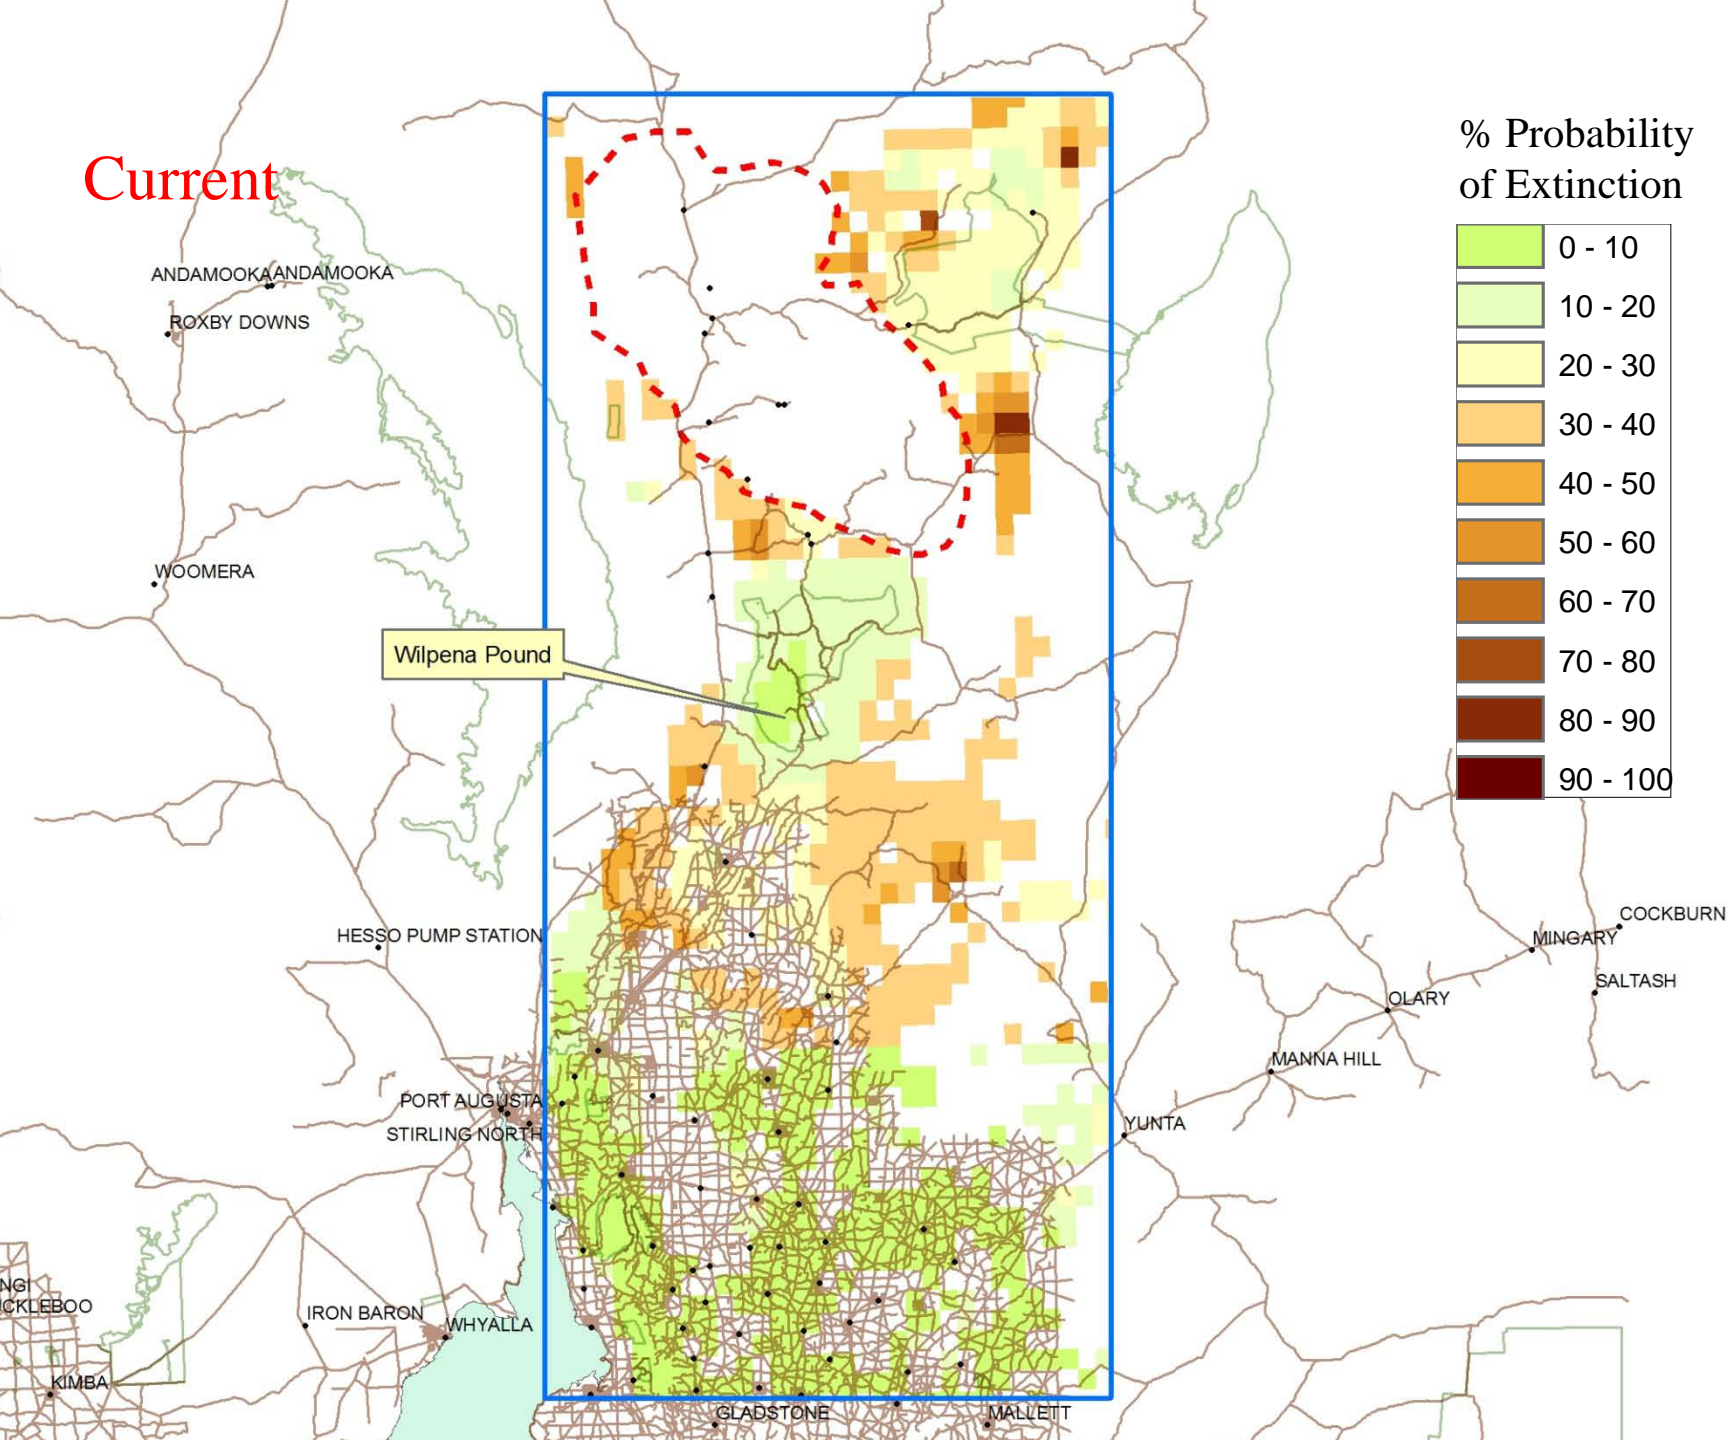 Current
% Probability
of Extinction
0 - 10
10 - 20
20 - 30
30 - 40
40 - 50
50 - 60
60 - 70
70 - 80
80 - 90
90 - 100
ANDAMOOKA ANDAMOOKA
ROXBY DOWNS
WOOMERA
Wilpena Pound
HESSO PUMP STATION
COCKBURN
MINGARY
SALTASH
OLARY
MANNA HILL
PORT AUGUSTA
STIRLING NORTH
YUNTA
NGI
CKLEBOO
IRON BARON
WHYALLA
KIMBA
GLADSTONE
MALLETT